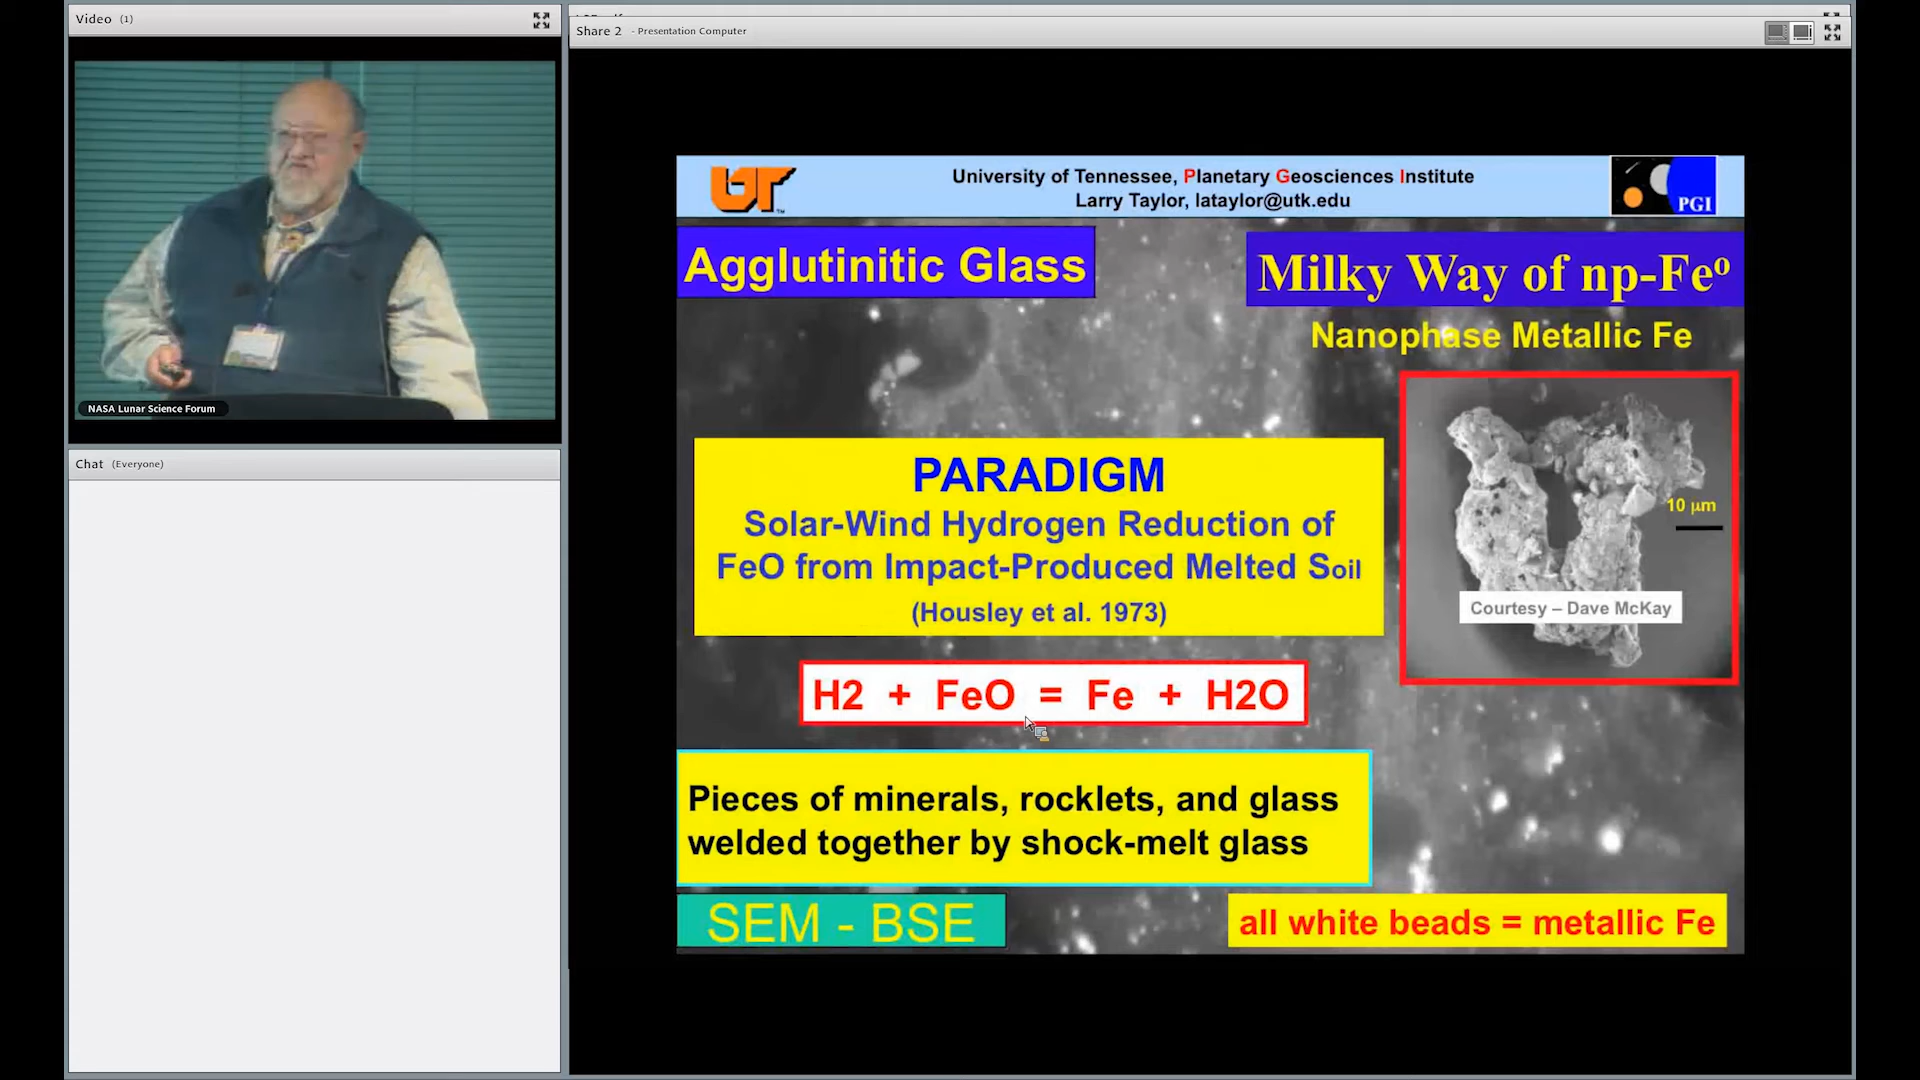 Video (1)
NASA Lunar Science Forum
Chat (Everyone)
Share 2 - Presentation Computer
UT
University of Tennessee, Planetary Geosciences Institute
Larry Taylor, lataylor@utk.edu
PGI
Agglutinitic Glass
Milky Way of np-Feº
Nanophase Metallic Fe
PARADIGM
Solar-Wind Hydrogen Reduction of
FeO from Impact-Produced Melted Soil
(Housley et al. 1973)
10 µm
Courtesy – Dave McKay
H2 + FeO = Fe + H2O
Pieces of minerals, rocklets, and glass
welded together by shock-melt glass
SEM - BSE
all white beads = metallic Fe